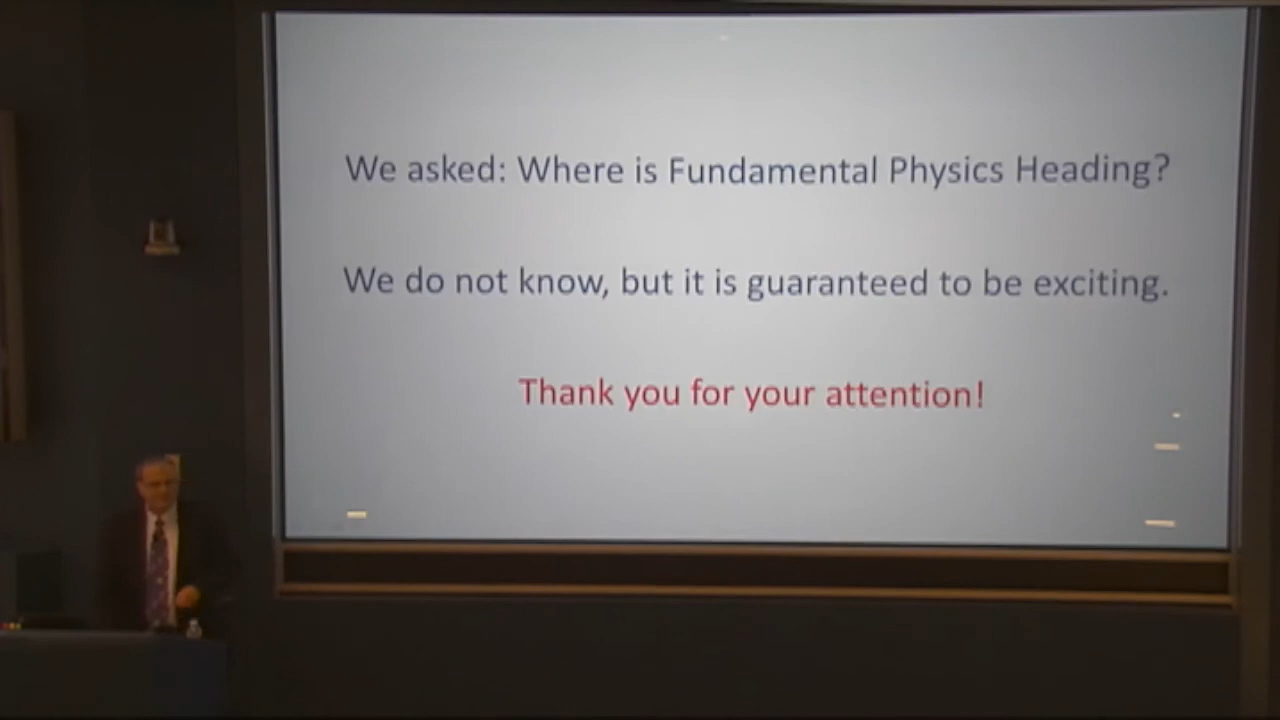 We asked: Where is Fundamental Physics Heading?
We do not know, but it is guaranteed to be exciting.
Thank you for your attention!